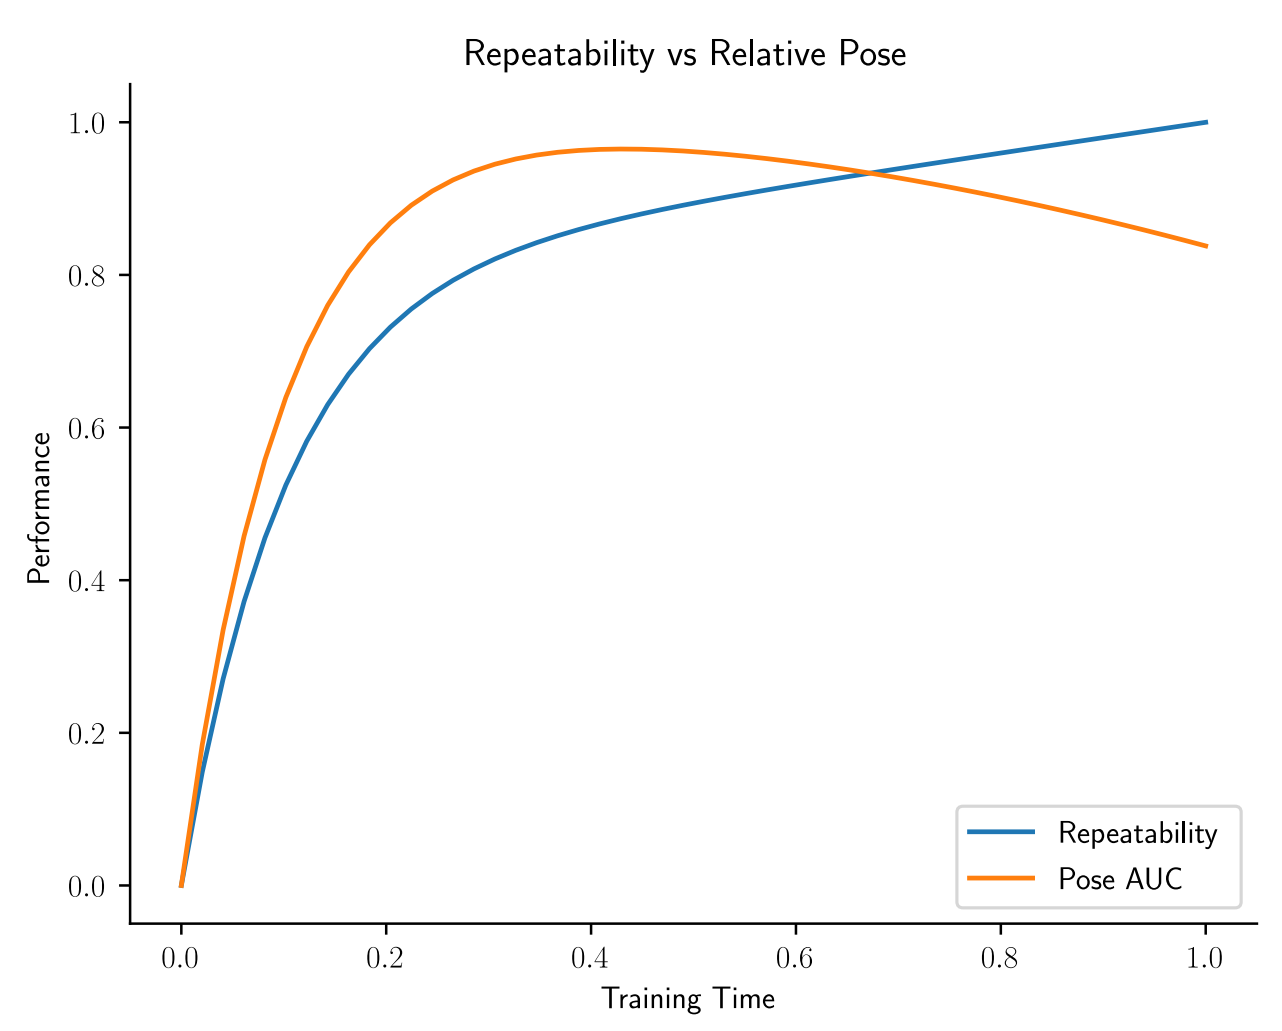 Repeatability vs Relative Pose
1.0
0.8
0.6
0.4
0.2
0.0
Performance
0.0 0.2 0.4 0.6 0.8 1.0
Training Time
Repeatability
Pose AUC